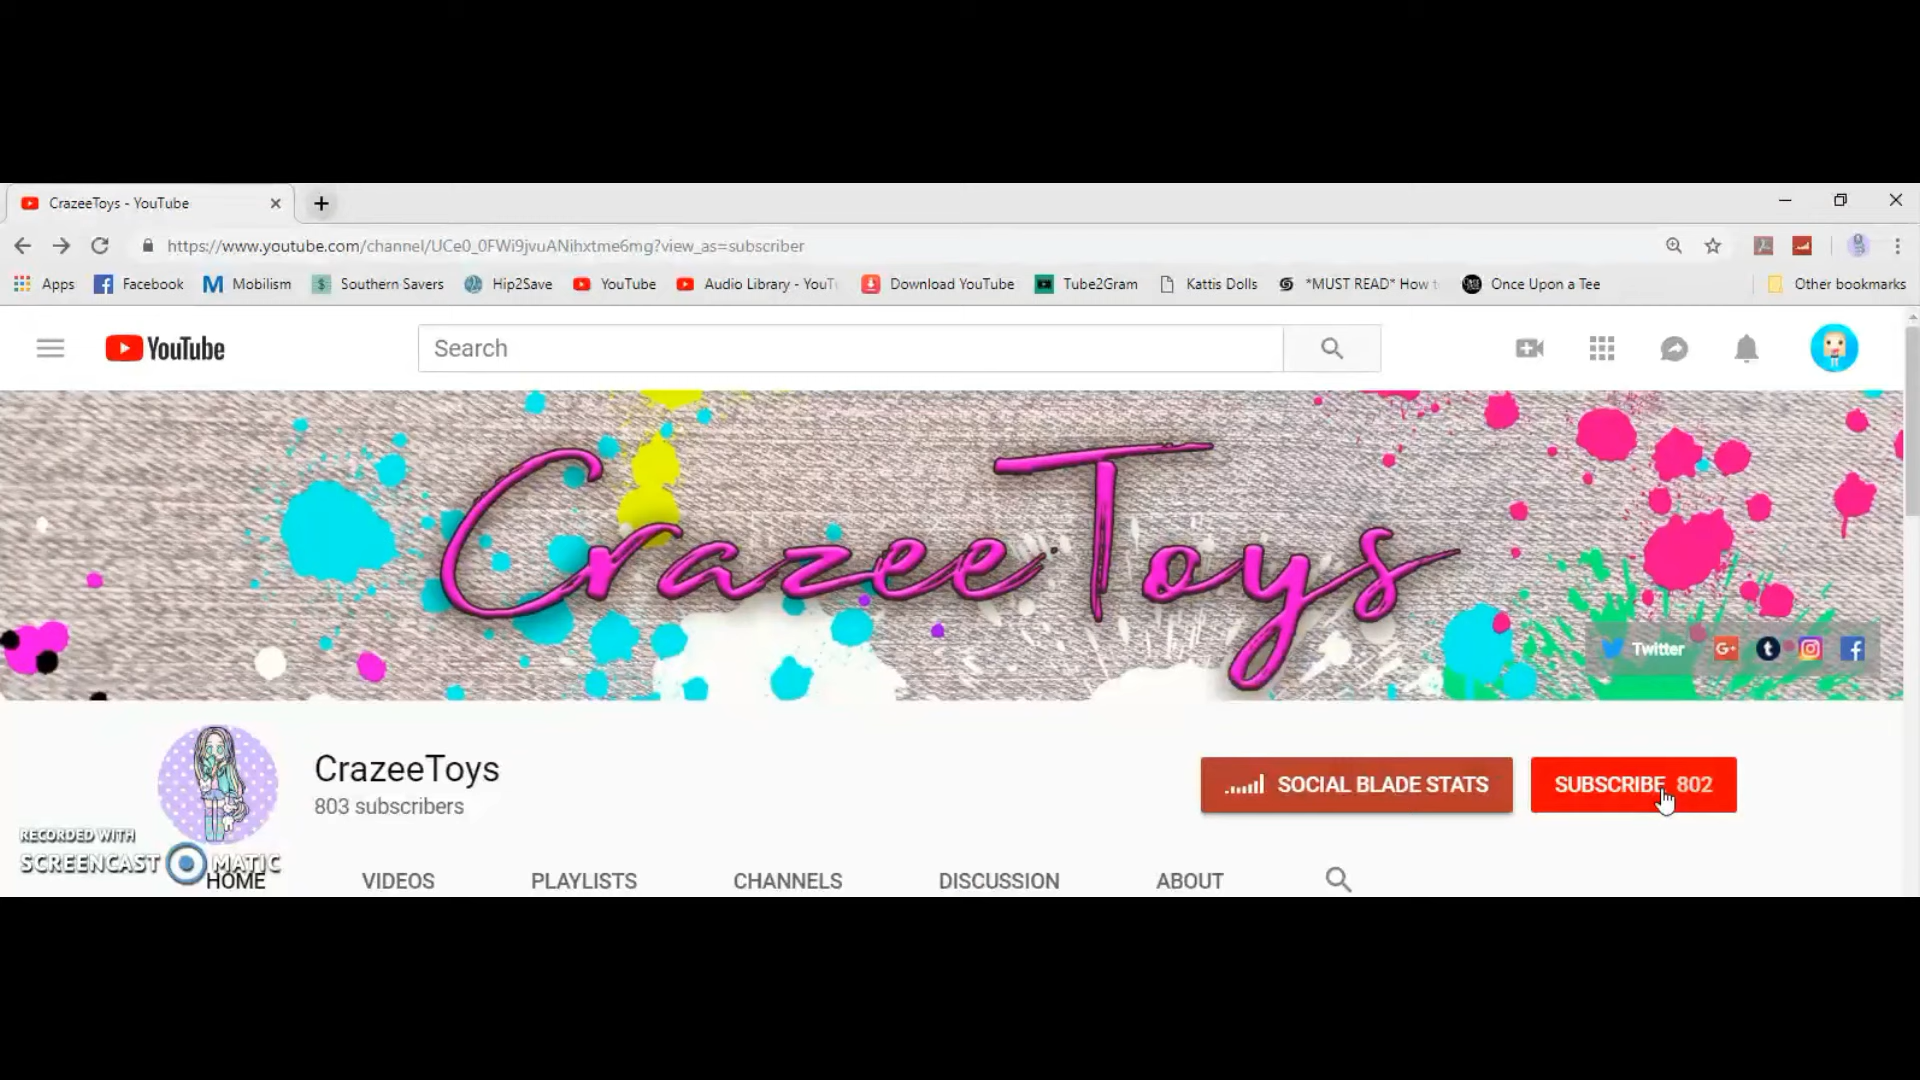 CrazeeToys - YouTube
https://www.youtube.com/channel/UCe0_0FWi9jvuANihxtme6mg?view_as=subscriber
Apps Facebook Mobilism Southern Savers Hip2Save YouTube Audio Library - YouT Download YouTube Tube2Gram Kattis Dolls *MUST READ* How t Once Upon a Tee Other bookmarks
YouTube Search
CrazeeToys
Twitter G+ t
CrazeeToys
SOCIAL BLADE STATS SUBSCRIBE 802
803 subscribers
RECORDED WITH
SCREENCAST MATIC
HOME VIDEOS PLAYLISTS CHANNELS DISCUSSION ABOUT